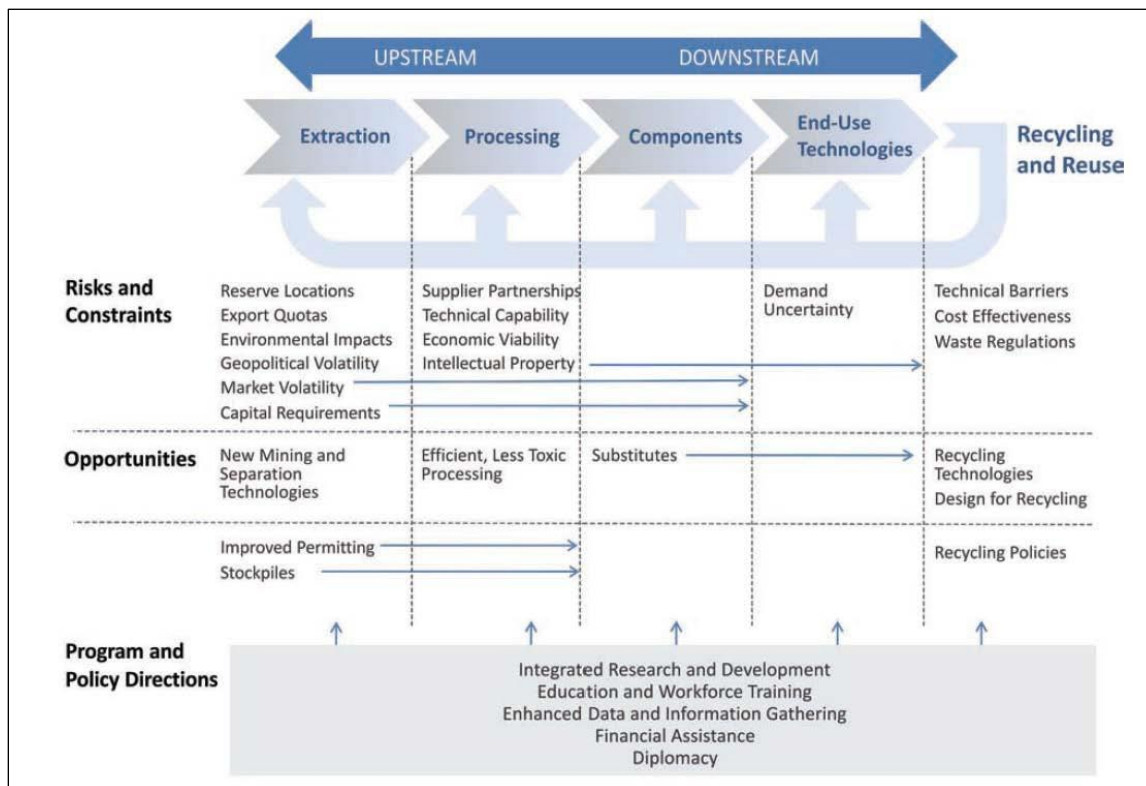 UPSTREAM DOWNSTREAM
Extraction
Processing
Components
End-Use
Technologies
Recycling
and Reuse
Risks and
Constraints
Reserve Locations
Export Quotas
Environmental Impacts
Geopolitical Volatility
Market Volatility
Capital Requirements
Supplier Partnerships
Technical Capability
Economic Viability
Intellectual Property
Demand
Uncertainty
Technical Barriers
Cost Effectiveness
Waste Regulations
Opportunities
New Mining and
Separation
Technologies
Efficient, Less Toxic
Processing
Substitutes
Recycling
Technologies
Design for Recycling
Improved Permitting
Stockpiles
Recycling Policies
Program and
Policy Directions
Integrated Research and Development
Education and Workforce Training
Enhanced Data and Information Gathering
Financial Assistance
Diplomacy